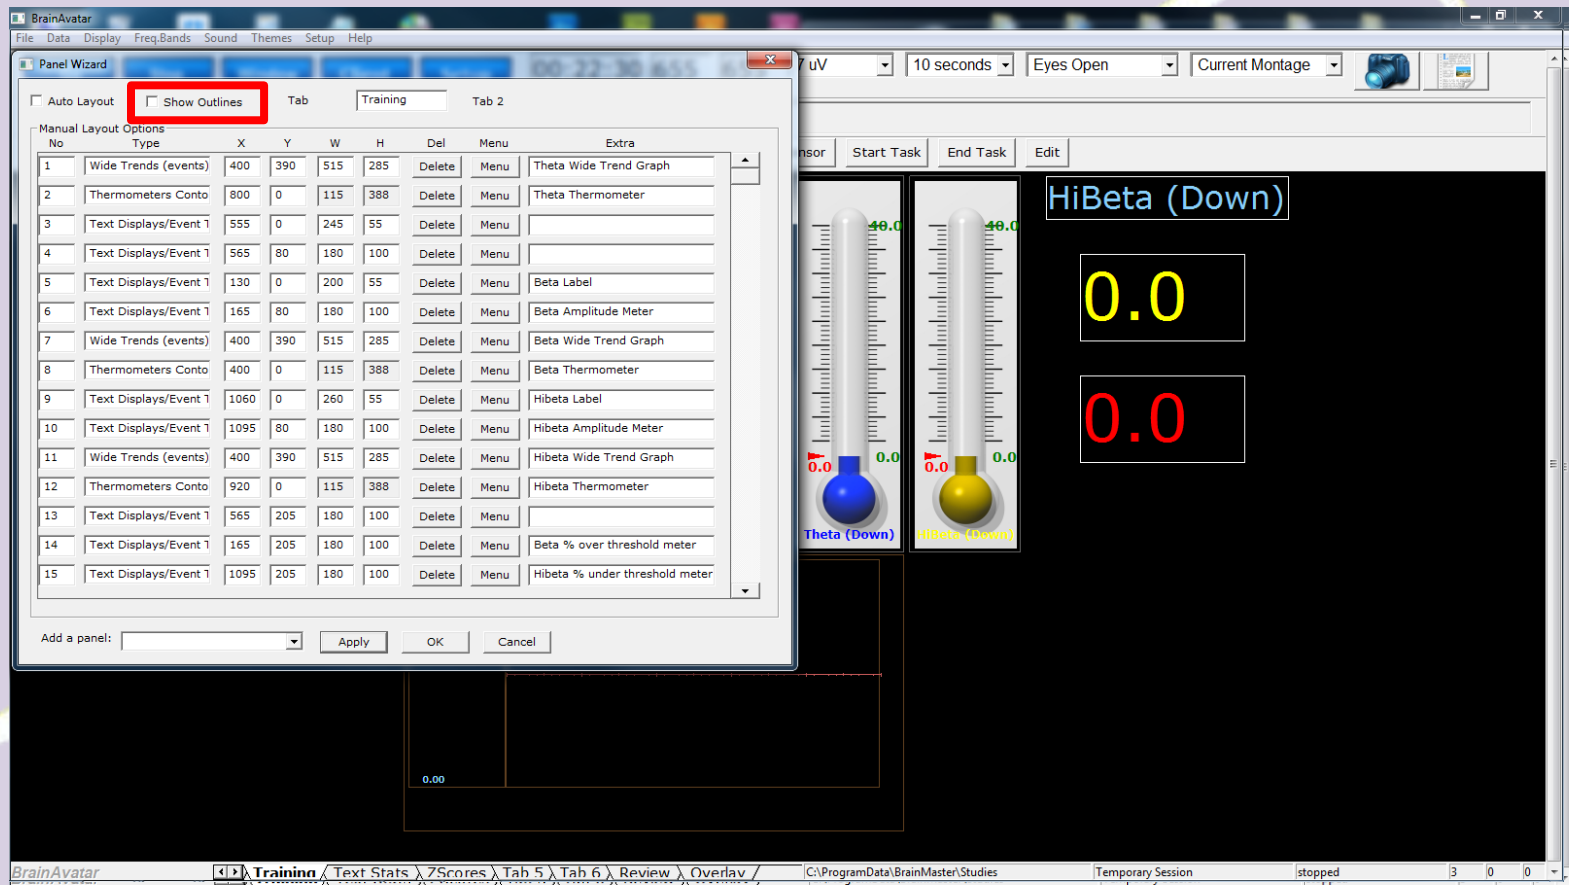 BrainAvatar
File Data Display Freq.Bands Sound Themes Setup Help
Panel Wizard
uV
10 seconds
Eyes Open
Current Montage
Auto Layout
Show Outlines
Tab
Training
Tab 2
Start Task
End Task
Edit
Manual Layout Options
No Type X Y W H Del Menu Extra
1 Wide Trends (events) 400 390 515 285 Delete Menu Theta Wide Trend Graph
2 Thermometers Conto 800 0 115 388 Delete Menu Theta Thermometer
3 Text Displays/Event 555 0 245 55 Delete Menu
4 Text Displays/Event 565 80 180 100 Delete Menu
5 Text Displays/Event 130 0 200 55 Delete Menu Beta Label
6 Text Displays/Event 165 80 180 100 Delete Menu Beta Amplitude Meter
7 Wide Trends (events) 400 390 515 285 Delete Menu Beta Wide Trend Graph
8 Thermometers Conto 400 0 115 388 Delete Menu Beta Thermometer
9 Text Displays/Event 1060 0 260 55 Delete Menu Hibeta Label
10 Text Displays/Event 1095 80 180 100 Delete Menu Hibeta Amplitude Meter
11 Wide Trends (events) 400 390 515 285 Delete Menu Hibeta Wide Trend Graph
12 Thermometers Conto 920 0 115 388 Delete Menu Hibeta Thermometer
13 Text Displays/Event 565 205 180 100 Delete Menu
14 Text Displays/Event 165 205 180 100 Delete Menu Beta % over threshold meter
15 Text Displays/Event 1095 205 180 100 Delete Menu Hibeta % under threshold meter
Add a panel:
Apply
OK
Cancel
HiBeta (Down)
40.0
40.0
0.0
0.0
0.0
0.0
0.0
0.0
Theta (Down)
HiBeta (Down)
0.00
BrainAvatar
Training Text Stats ZScores Tab 5 Tab 6 Review Overlay
C:\ProgramData\BrainMaster\Studies
Temporary Session
stopped
3 0 0